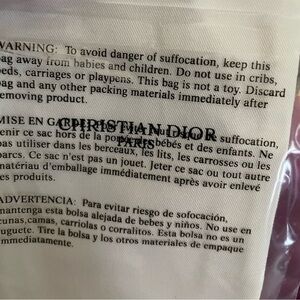 WARNING: To avoid danger of suffocation, keep this
bag away from babies and children. Do not use in cribs,
beds, carriages or playpens. This bag is not a toy. Discard
bag and any other packing materials immediately after
removing product.
MISE EN GA
CHRISTIAN DIOR
suffocation,
tenir ce sac hors de la po
PARIS
bébés et des enfants. Ne
pas utiliser dans les berceaux, les lits, les carrosses ou les
parcs. Ce sac n'est pas un jouet. Jeter ce sac ou tout autre
matériau d'emballage immédiatement après avoir enlevé
les produits.
ADVERTENCIA: Para evitar riesgo de sofocación,
mantenga esta bolsa alejada de bebes y niños. No use en
cunas, camas, carriolas o corralitos. Esta bolsa no es un
juguete. Tire la bolsa y los otros materiales de empaque
immediatamente.